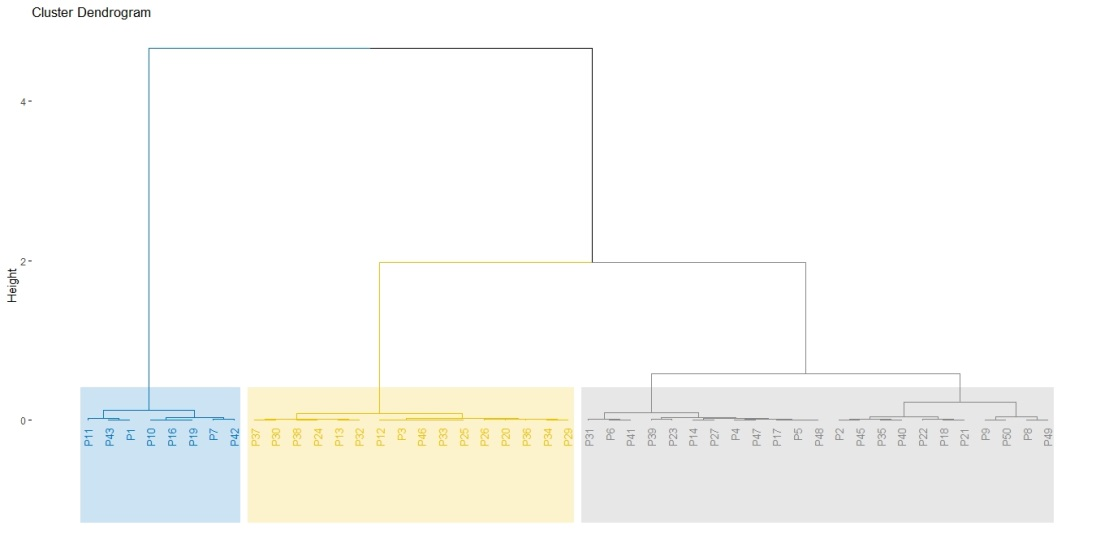 Cluster Dendrogram
Height
4
2
0
P11 P43 P1 P10 P16 P19 P7 P42 P37 P30 P38 P24 P13 P32 P12 P3 P46 P33 P25 P26 P20 P36 P34 P29 P31 P6 P41 P39 P23 P14 P27 P4 P47 P17 P5 P48 P2 P45 P35 P40 P22 P18 P21 P9 P50 P8 P49